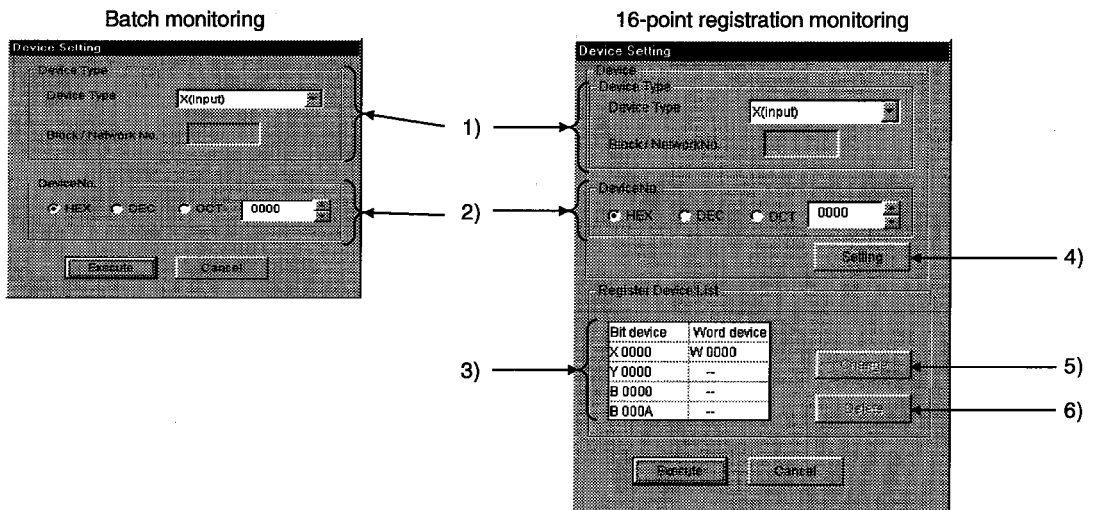 Batch monitoring
Device Setting
Device Type
Device Type X(input)
Block / Network No.
DeviceNo.
HEX DEC OCT 0000
Execute Cancel
1)
2)
16-point registration monitoring
Device Setting
Device
Device Type
Device Type X(input)
Block / NetworkNo.
DeviceNo.
HEX DEC OCT 0000
Setting
4)
Register Device List
3)
Bit device Word device
X 0000 W 0000
Y 0000 --
B 0000 --
B 000A --
Change
5)
Delete
6)
Execute Cancel